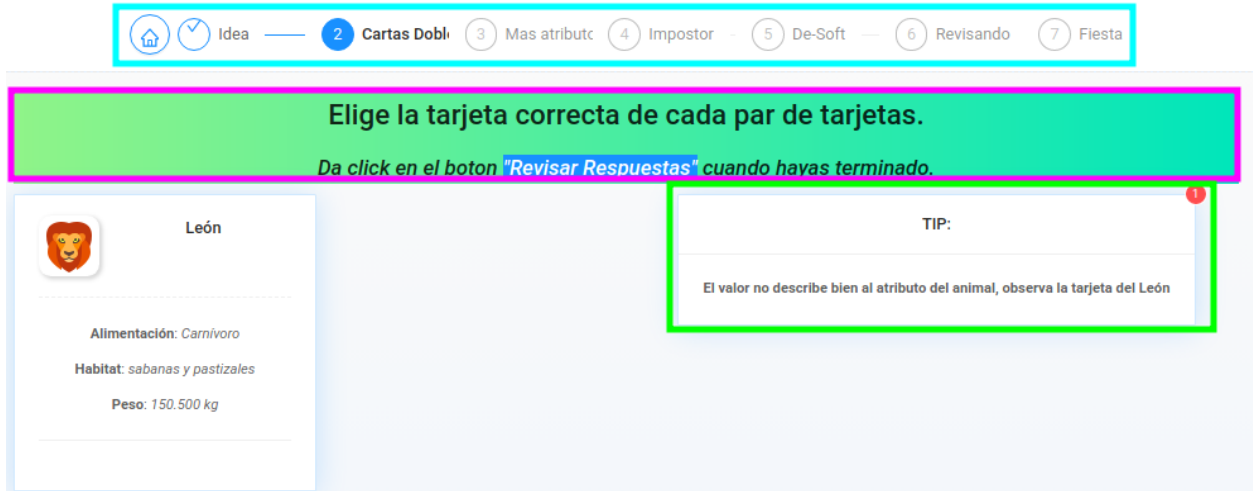 Idea 2 Cartas Dobl 3 Mas atributo 4 Impostor 5 De-Soft 6 Revisando 7 Fiesta
Elige la tarjeta correcta de cada par de tarjetas.
Da click en el boton "Revisar Respuestas" cuando hayas terminado.
León
Alimentación: Carnívoro
Habitat: sabanas y pastizales
Peso: 150.500 kg
1
TIP:
El valor no describe bien al atributo del animal, observa la tarjeta del León